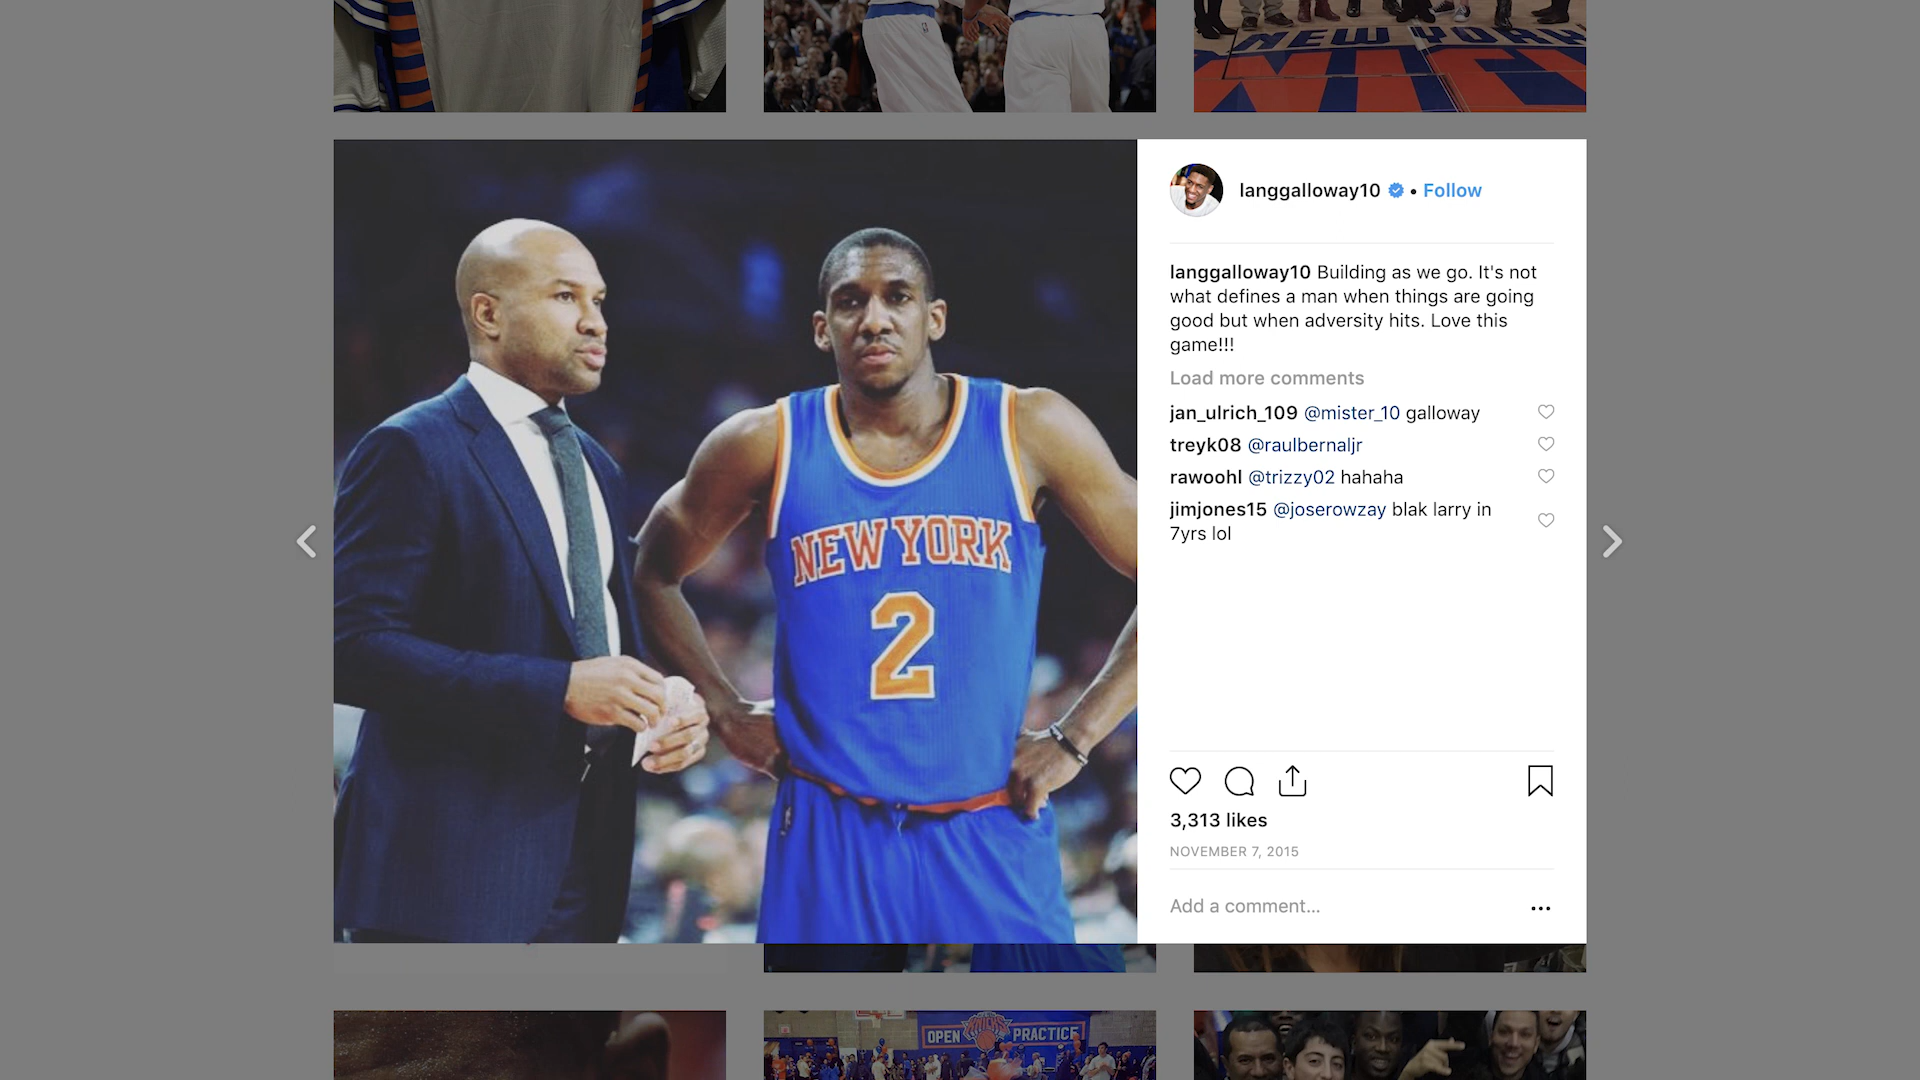 NEW YORK
langgalloway10 • Follow
langgalloway10 Building as we go. It's not
what defines a man when things are going
good but when adversity hits. Love this
game!!!
Load more comments
jan_ulrich_109 @mister_10 galloway
treyk08 @raulbernaljr
rawoohl @trizzy02 hahaha
jimjones15 @joserowzay blak larry in
7yrs lol
NEW YORK
2
3,313 likes
NOVEMBER 7, 2015
Add a comment...
OPEN KNICKS PRACTICE